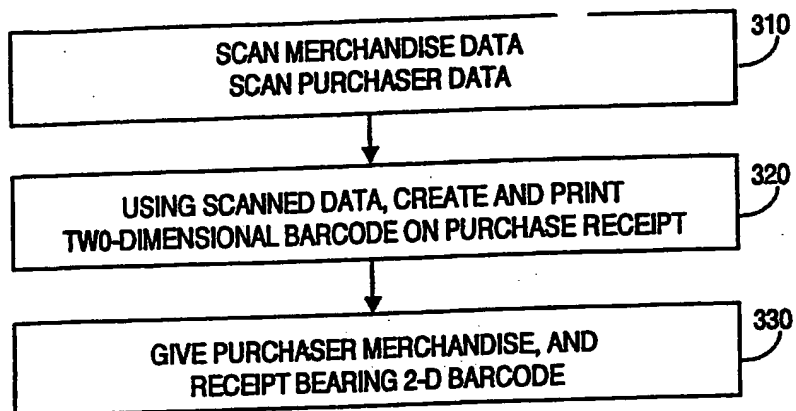 310
SCAN MERCHANDISE DATA
SCAN PURCHASER DATA
320
USING SCANNED DATA, CREATE AND PRINT
TWO-DIMENSIONAL BARCODE ON PURCHASE RECEIPT
330
GIVE PURCHASER MERCHANDISE, AND
RECEIPT BEARING 2-D BARCODE